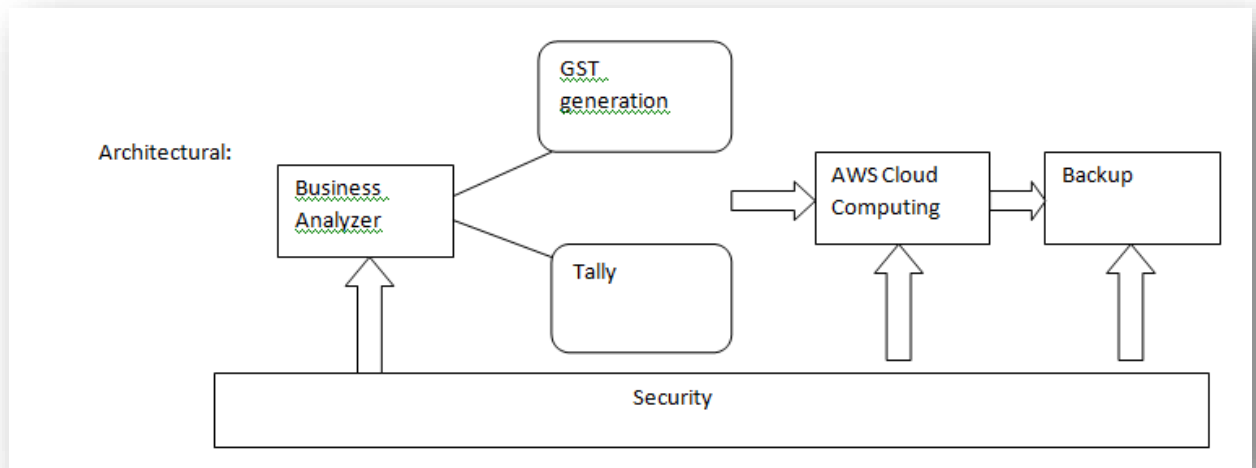 GST
generation
Architectural:
Business
Analyzer
AWS Cloud
Computing
Backup
Tally
Security